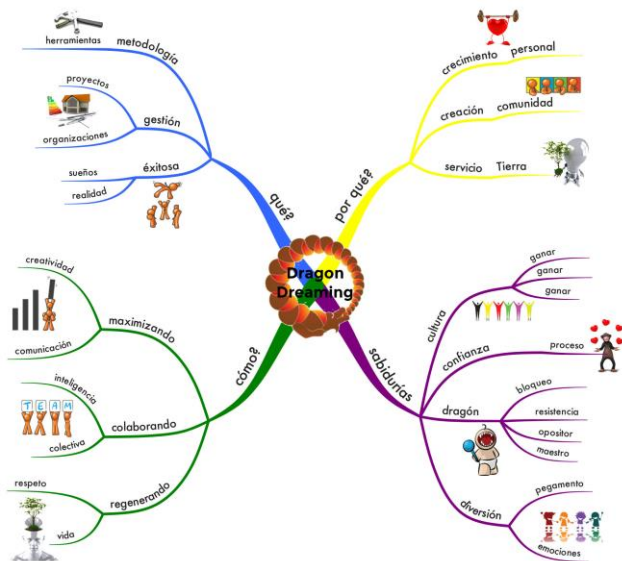 Dragon
Dreaming
qué?
metodología
herramientas
gestión
proyectos
organizaciones
éxitosa
sueños
realidad
por qué?
crecimiento personal
creación comunidad
servicio Tierra
cómo?
maximizando
creatividad
comunicación
colaborando
inteligencia
TEAM
colectiva
regenerando
respeto
vida
sabidurías
cultura
ganar
ganar
ganar
confianza
proceso
dragón
bloqueo
resistencia
opositor
maestro
diversión
pegamento
emociones